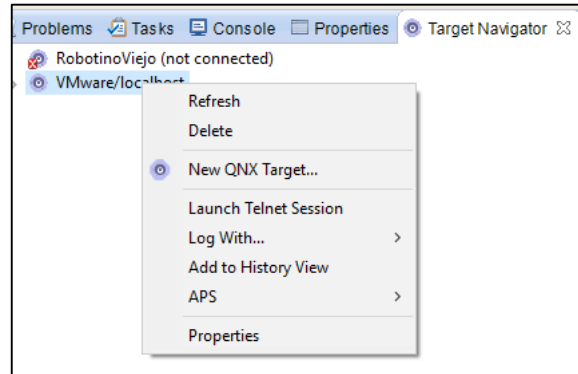 Problems Tasks Console Properties Target Navigator
RobotinoViejo (not connected)
VMware/localhost
Refresh
Delete
New QNX Target...
Launch Telnet Session
Log With...
Add to History View
APS
Properties